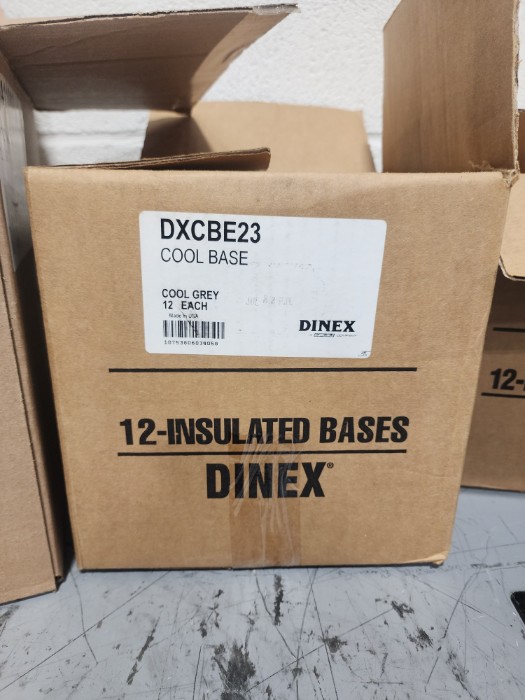 DXCBE23
COOL BASE
COOL GREY
12 EACH
Made In USA
DINEX
12-INSULATED BASES
DINEX®
12-